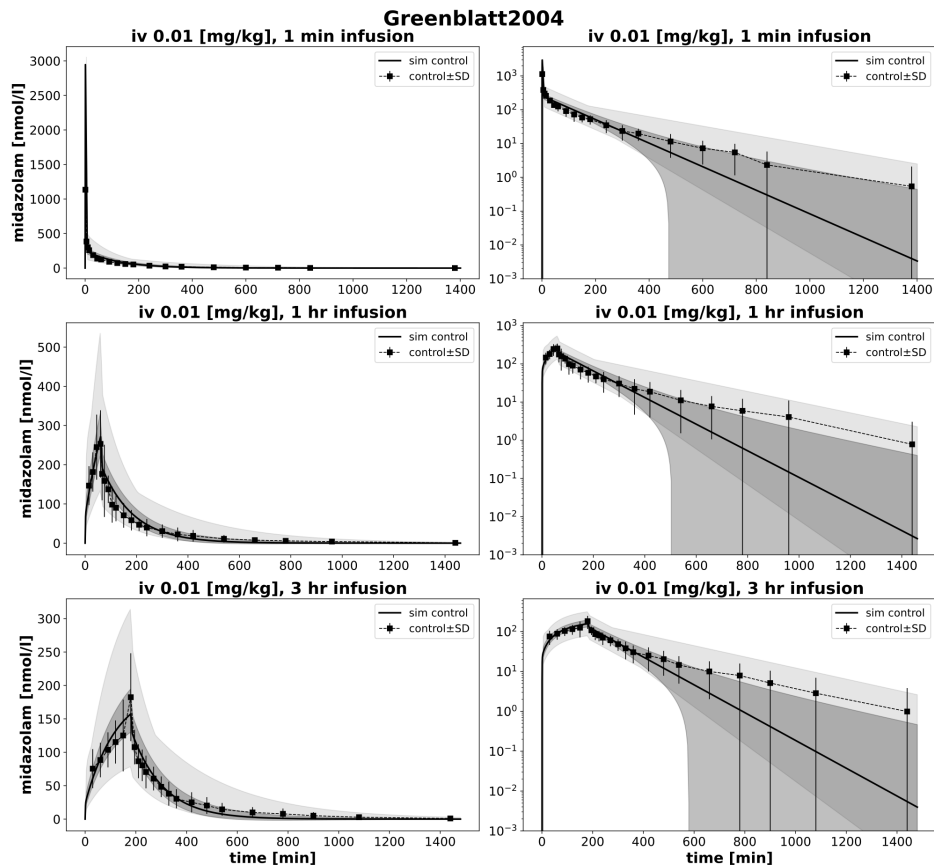 Greenblatt2004
iv 0.01 [mg/kg], 1 min infusion
midazolam [nmol/l]
3000
2500
2000
1500
1000
500
0
0 200 400 600 800 1000 1200 1400
sim control
control±SD
iv 0.01 [mg/kg], 1 min infusion
10³
10²
10¹
10⁰
10⁻¹
10⁻²
10⁻³
0 200 400 600 800 1000 1200 1400
sim control
control±SD
iv 0.01 [mg/kg], 1 hr infusion
midazolam [nmol/l]
500
400
300
200
100
0
0 200 400 600 800 1000 1200 1400
sim control
control±SD
iv 0.01 [mg/kg], 1 hr infusion
10³
10²
10¹
10⁰
10⁻¹
10⁻²
10⁻³
0 200 400 600 800 1000 1200 1400
sim control
control±SD
iv 0.01 [mg/kg], 3 hr infusion
midazolam [nmol/l]
300
250
200
150
100
50
0
0 200 400 600 800 1000 1200 1400
time [min]
sim control
control±SD
iv 0.01 [mg/kg], 3 hr infusion
10²
10¹
10⁰
10⁻¹
10⁻²
10⁻³
0 200 400 600 800 1000 1200 1400
time [min]
sim control
control±SD